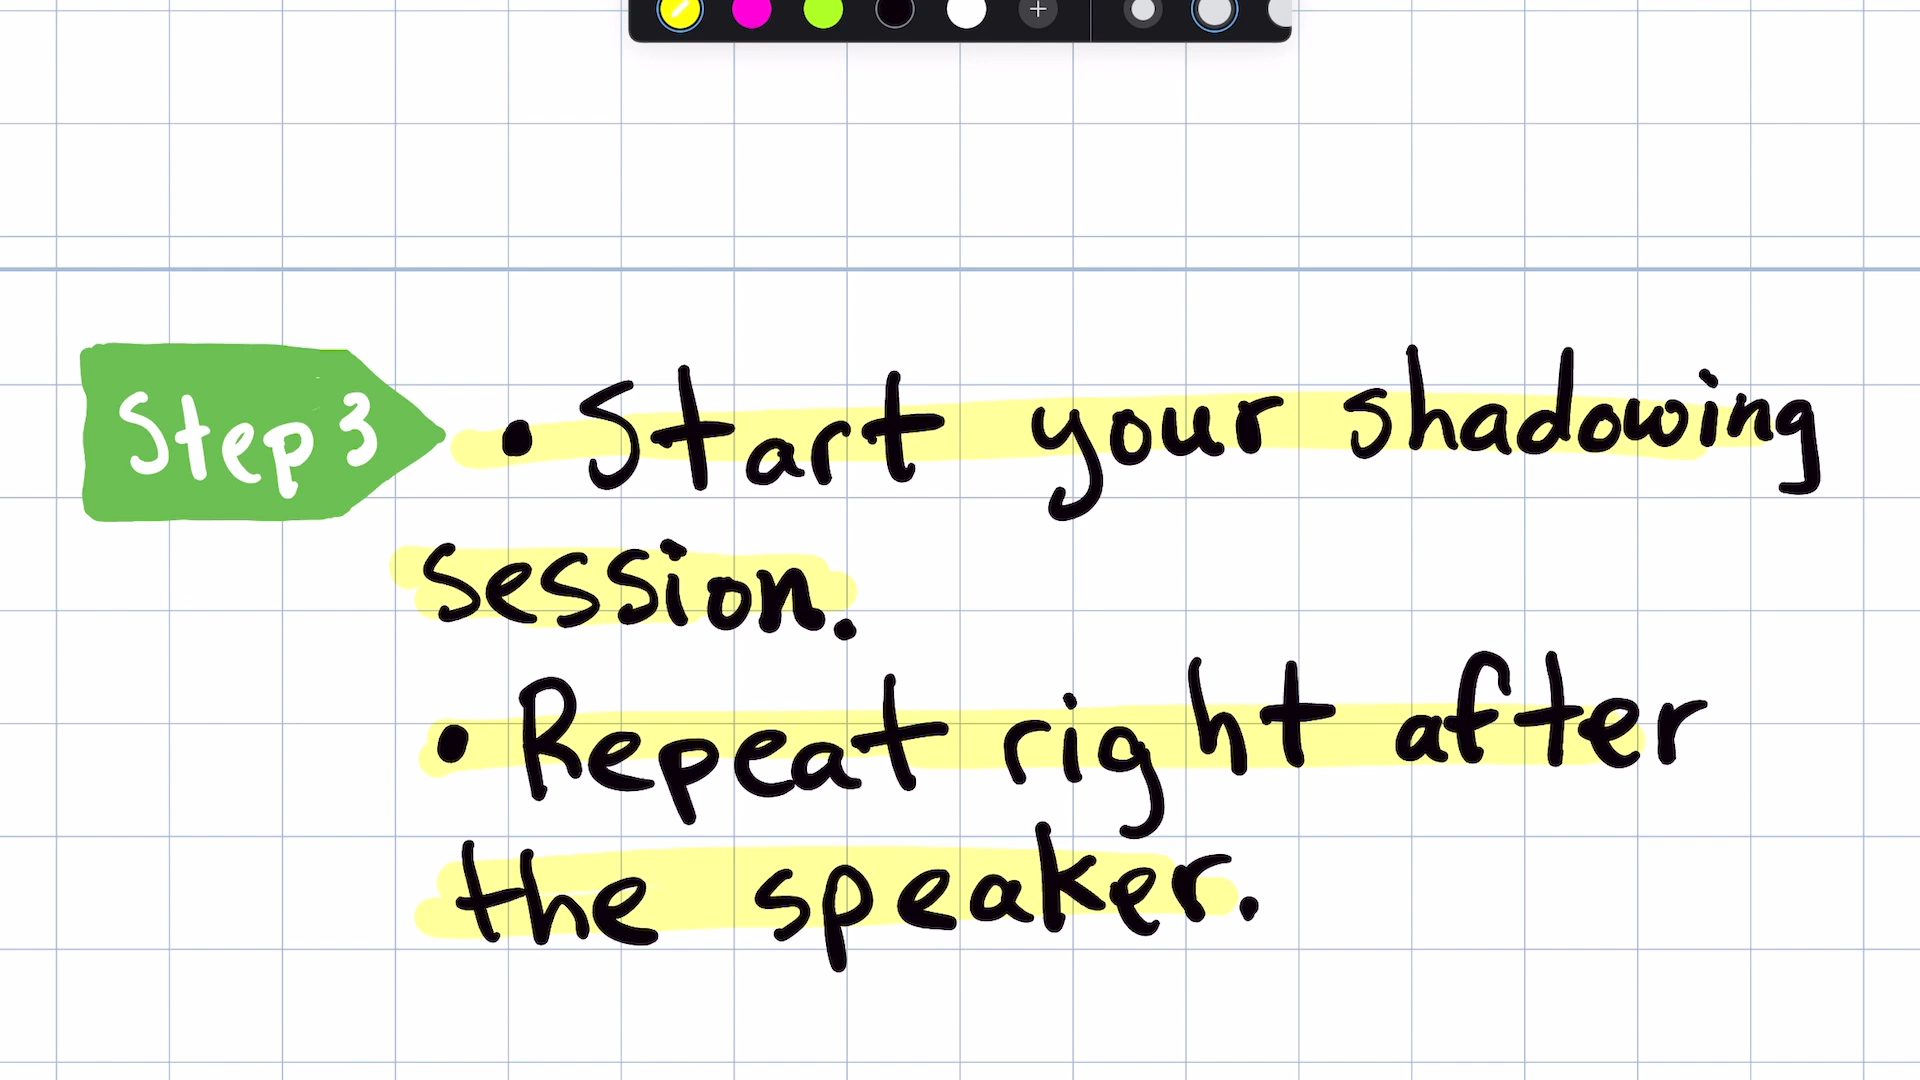 Step 3
• Start your shadowing
session.
• Repeat right after
the speaker.